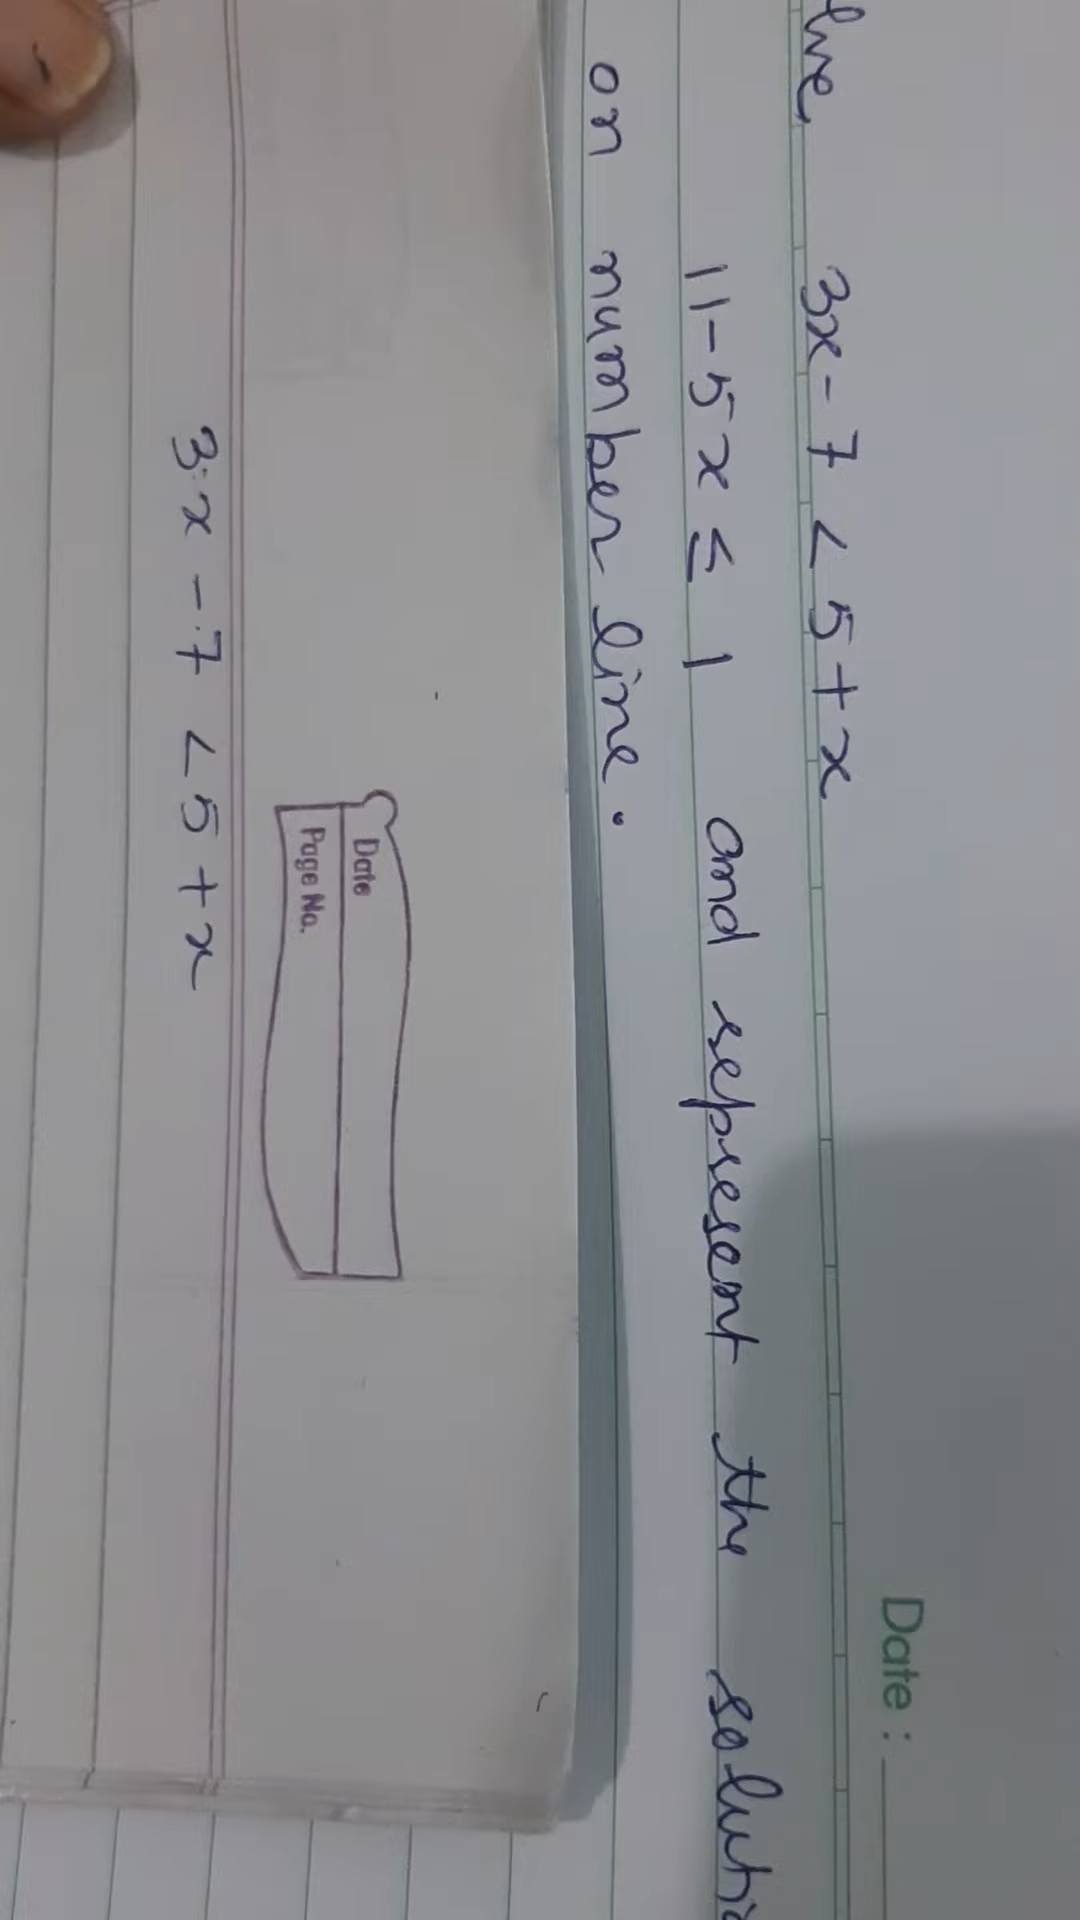 Date :
lve, 3x - 7 < 5 + x
11 - 5x ≤ 1 and represent the soluti
on number line.
Date
Page No.
3x - 7 < 5 + x